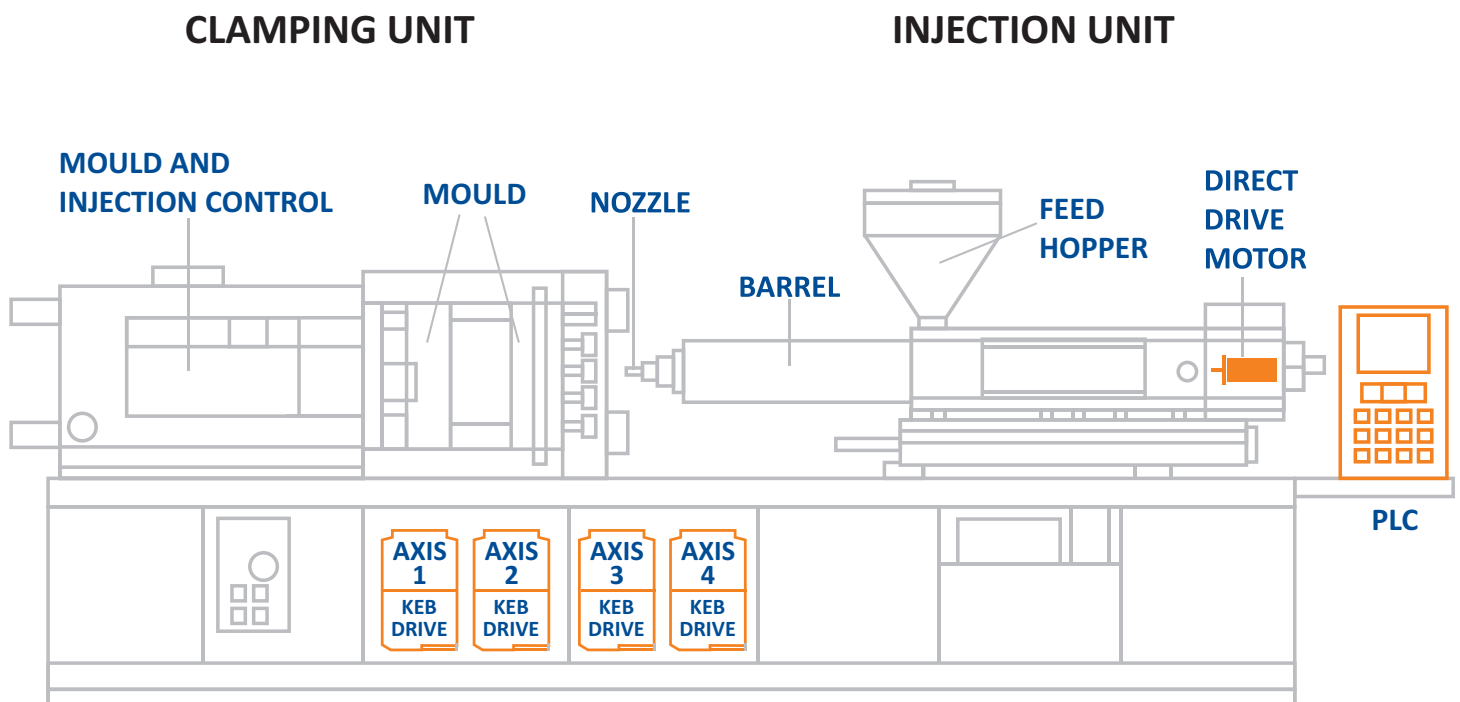 CLAMPING UNIT
INJECTION UNIT
MOULD AND
INJECTION CONTROL
MOULD
NOZZLE
BARREL
FEED
HOPPER
DIRECT
DRIVE
MOTOR
PLC
AXIS
1
KEB
DRIVE
AXIS
2
KEB
DRIVE
AXIS
3
KEB
DRIVE
AXIS
4
KEB
DRIVE